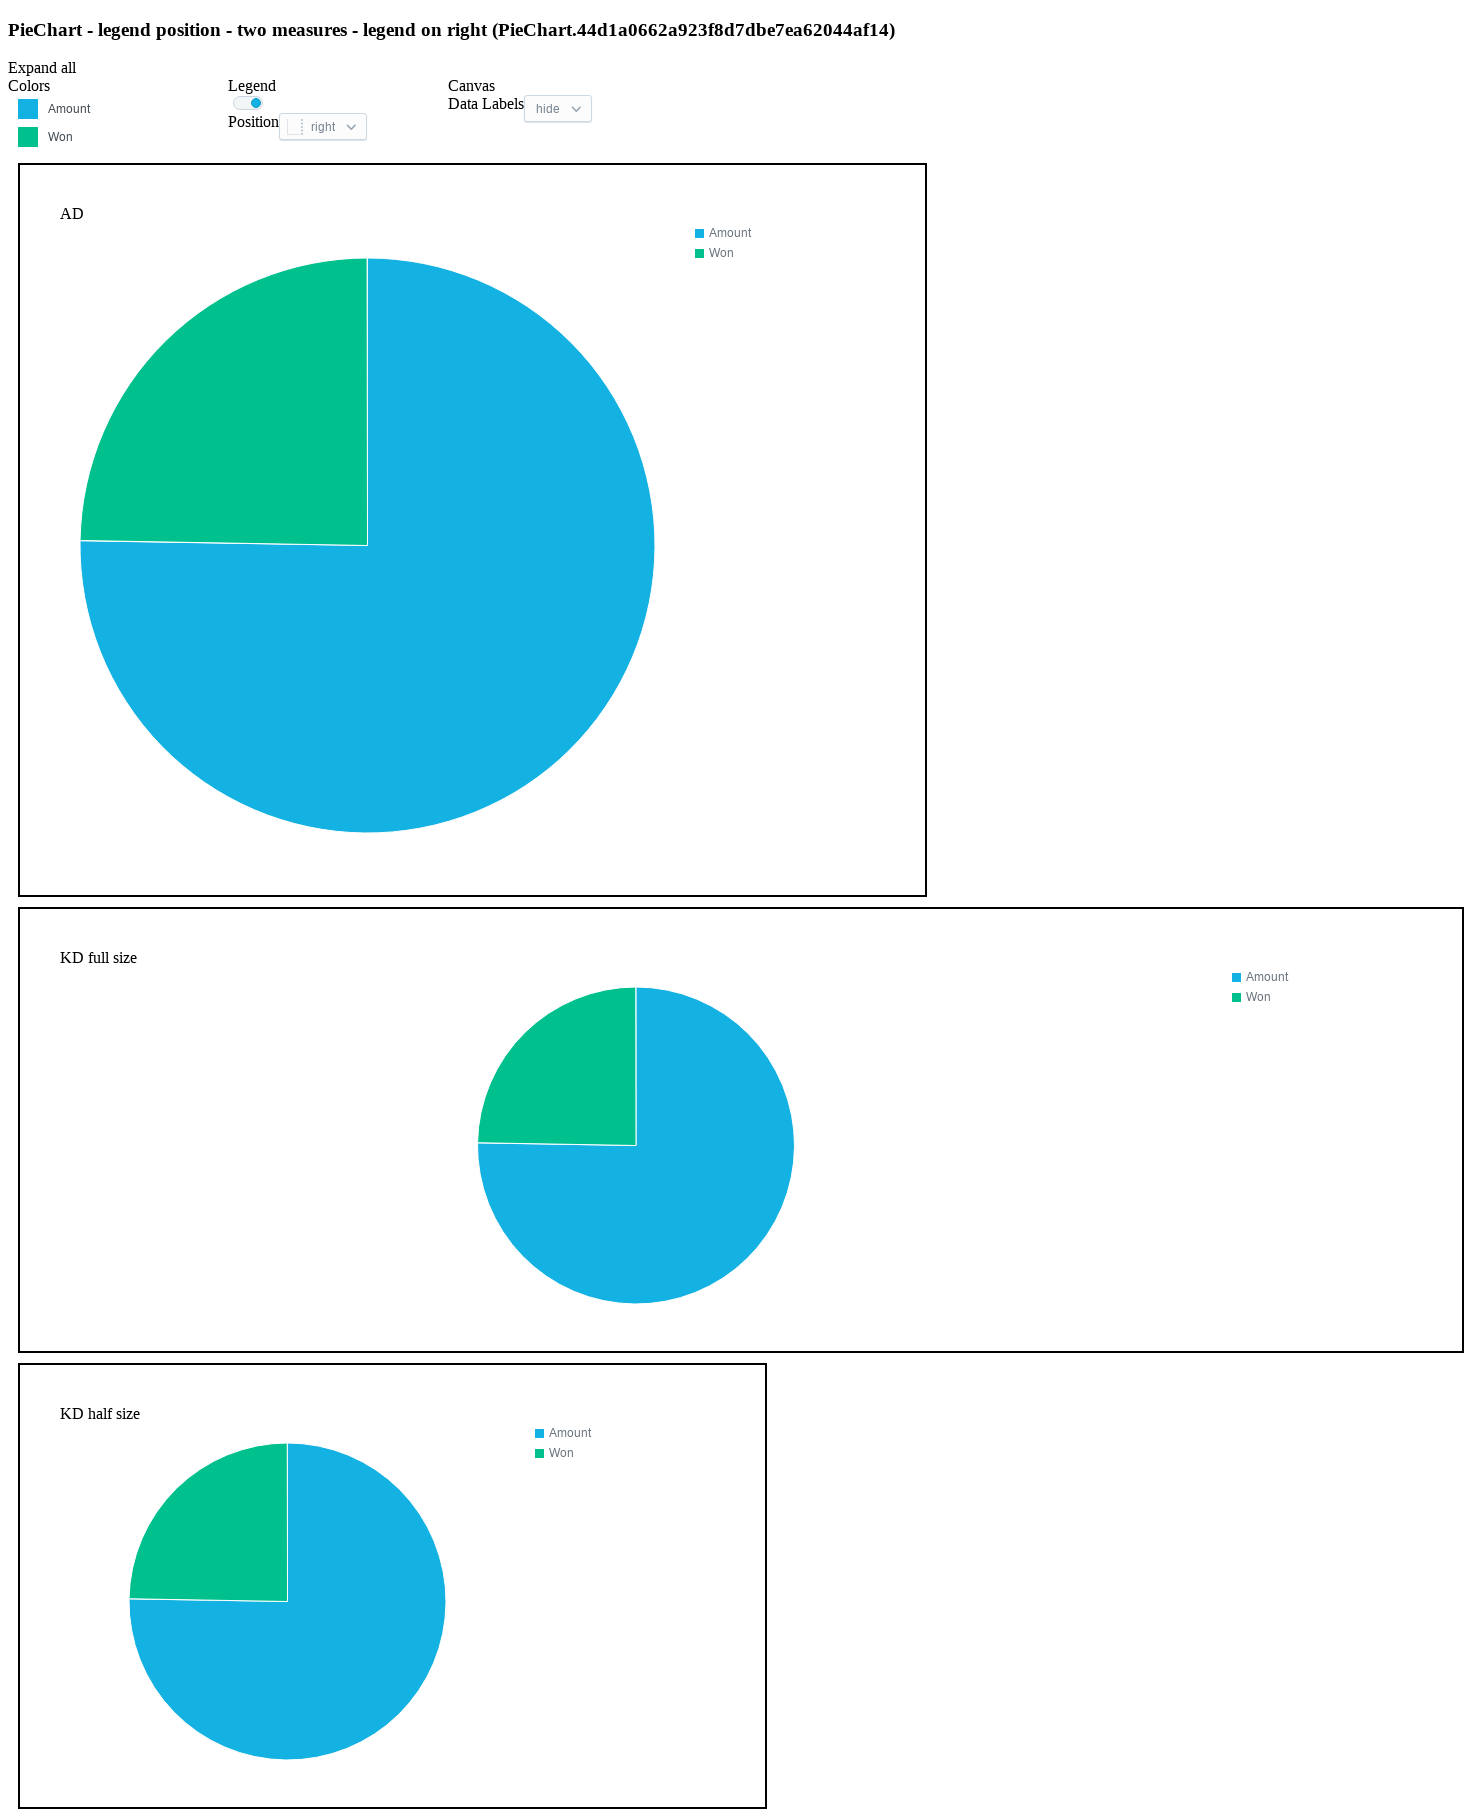 PieChart - legend position - two measures - legend on right (PieChart.44d1a0662a923f8d7dbe7ea62044af14)
Expand all
Colors
Amount
Won
Legend
Position right
Canvas
Data Labels hide
AD
Amount
Won
KD full size
Amount
Won
KD half size
Amount
Won